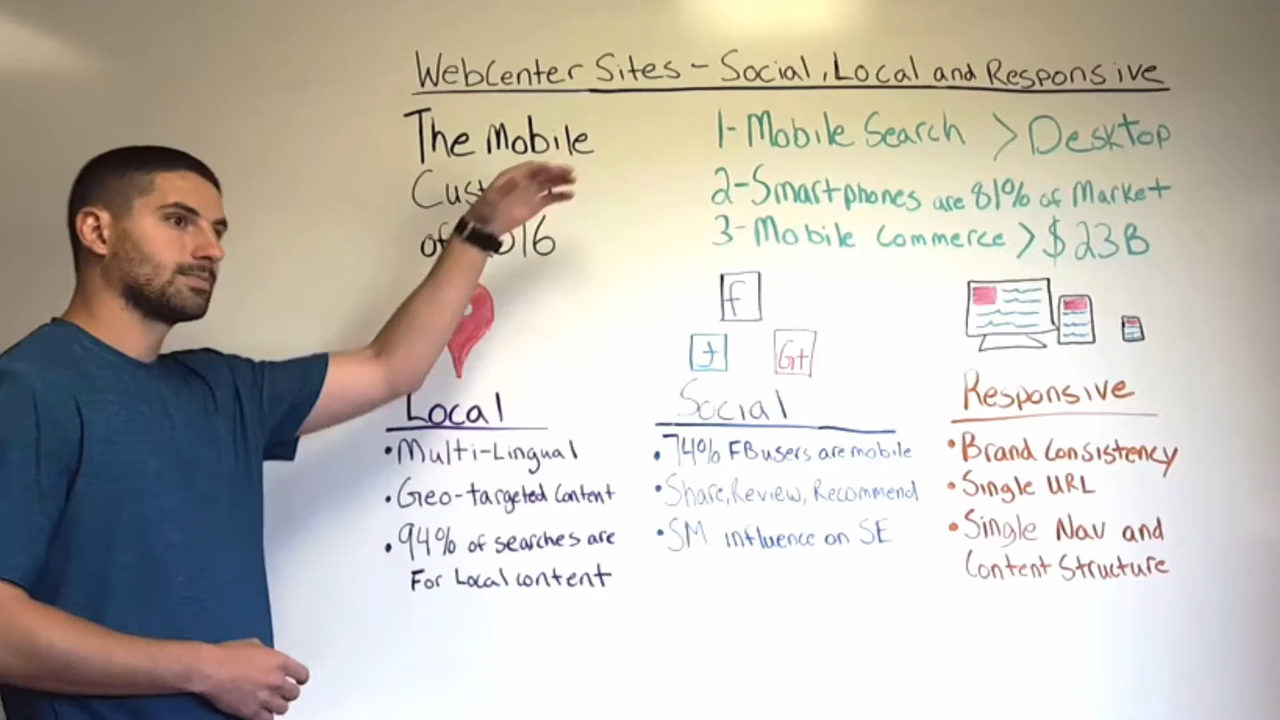 WebCenter Sites - Social, Local and Responsive
The Mobile
of
1- Mobile Search > Desktop
2- Smartphones are 81% of Market
3- Mobile Commerce > $23B
f
t
G+
Local
• Multi-Lingual
• Geo-targeted Content
• 94% of searches are
For Local content
Social
• 74% FB users are mobile
• Share, Review, Recommend
• SM influence on SE
Responsive
• Brand Consistency
• Single URL
• Single Nav and
Content Structure